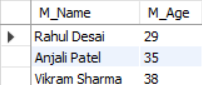 M_Name M_Age
Rahul Desai 29
Anjali Patel 35
Vikram Sharma 38